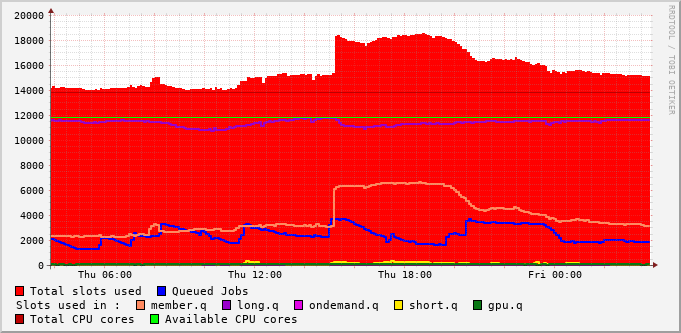 20000
18000
16000
14000
12000
10000
8000
6000
4000
2000
0
Thu 06:00 Thu 12:00 Thu 18:00 Fri 00:00
Total slots used Queued Jobs
Slots used in : member.q long.q ondemand.q short.q gpu.q
Total CPU cores Available CPU cores
RRDTOOL / TOBI OETIKER